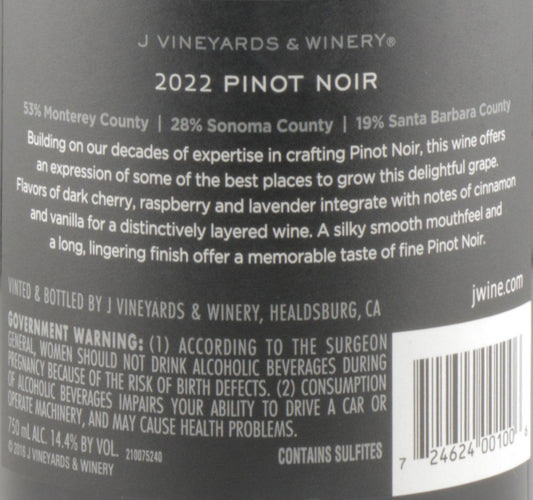 J VINEYARDS & WINERY®
2022 PINOT NOIR
53% Monterey County | 28% Sonoma County | 19% Santa Barbara County
Building on our decades of expertise in crafting Pinot Noir, this wine offers
an expression of some of the best places to grow this delightful grape.
Flavors of dark cherry, raspberry and lavender integrate with notes of cinnamon
and vanilla for a distinctively layered wine. A silky smooth mouthfeel and
a long, lingering finish offer a memorable taste of fine Pinot Noir.
VINTED & BOTTLED BY J VINEYARDS & WINERY, HEALDSBURG, CA
jwine.com
GOVERNMENT WARNING: (1) ACCORDING TO THE SURGEON
GENERAL, WOMEN SHOULD NOT DRINK ALCOHOLIC BEVERAGES DURING
PREGNANCY BECAUSE OF THE RISK OF BIRTH DEFECTS. (2) CONSUMPTION
OF ALCOHOLIC BEVERAGES IMPAIRS YOUR ABILITY TO DRIVE A CAR OR
OPERATE MACHINERY, AND MAY CAUSE HEALTH PROBLEMS.
750 mL ALC. 14.4% BY VOL. 210075240
CONTAINS SULFITES
© 2016 J VINEYARDS & WINERY
7 24624 00100 6